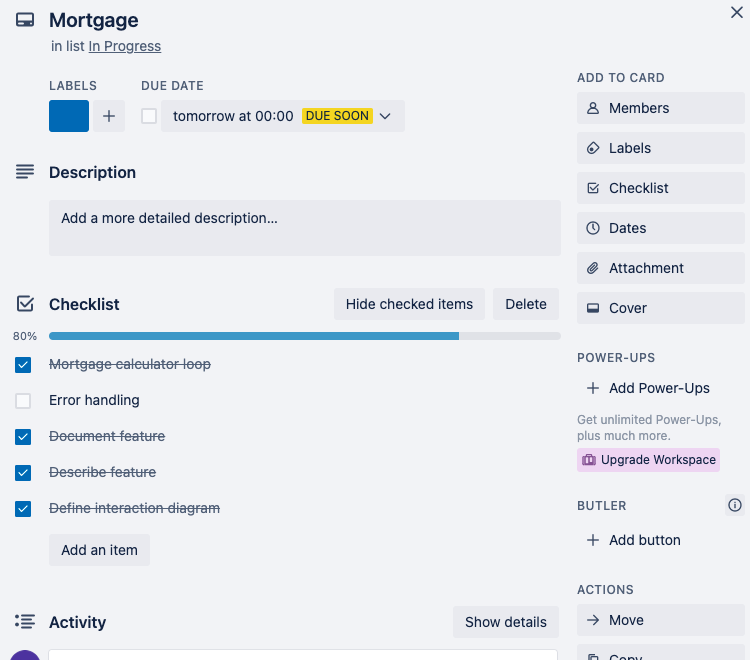 Mortgage
in list In Progress
LABELS
DUE DATE
tomorrow at 00:00 DUE SOON
Description
Add a more detailed description...
Checklist
Hide checked items
Delete
80%
Mortgage calculator loop
Error handling
Document feature
Describe feature
Define interaction diagram
Add an item
Activity
Show details
ADD TO CARD
Members
Labels
Checklist
Dates
Attachment
Cover
POWER-UPS
Add Power-Ups
Get unlimited Power-Ups,
plus much more.
Upgrade Workspace
BUTLER
Add button
ACTIONS
Move
Copy